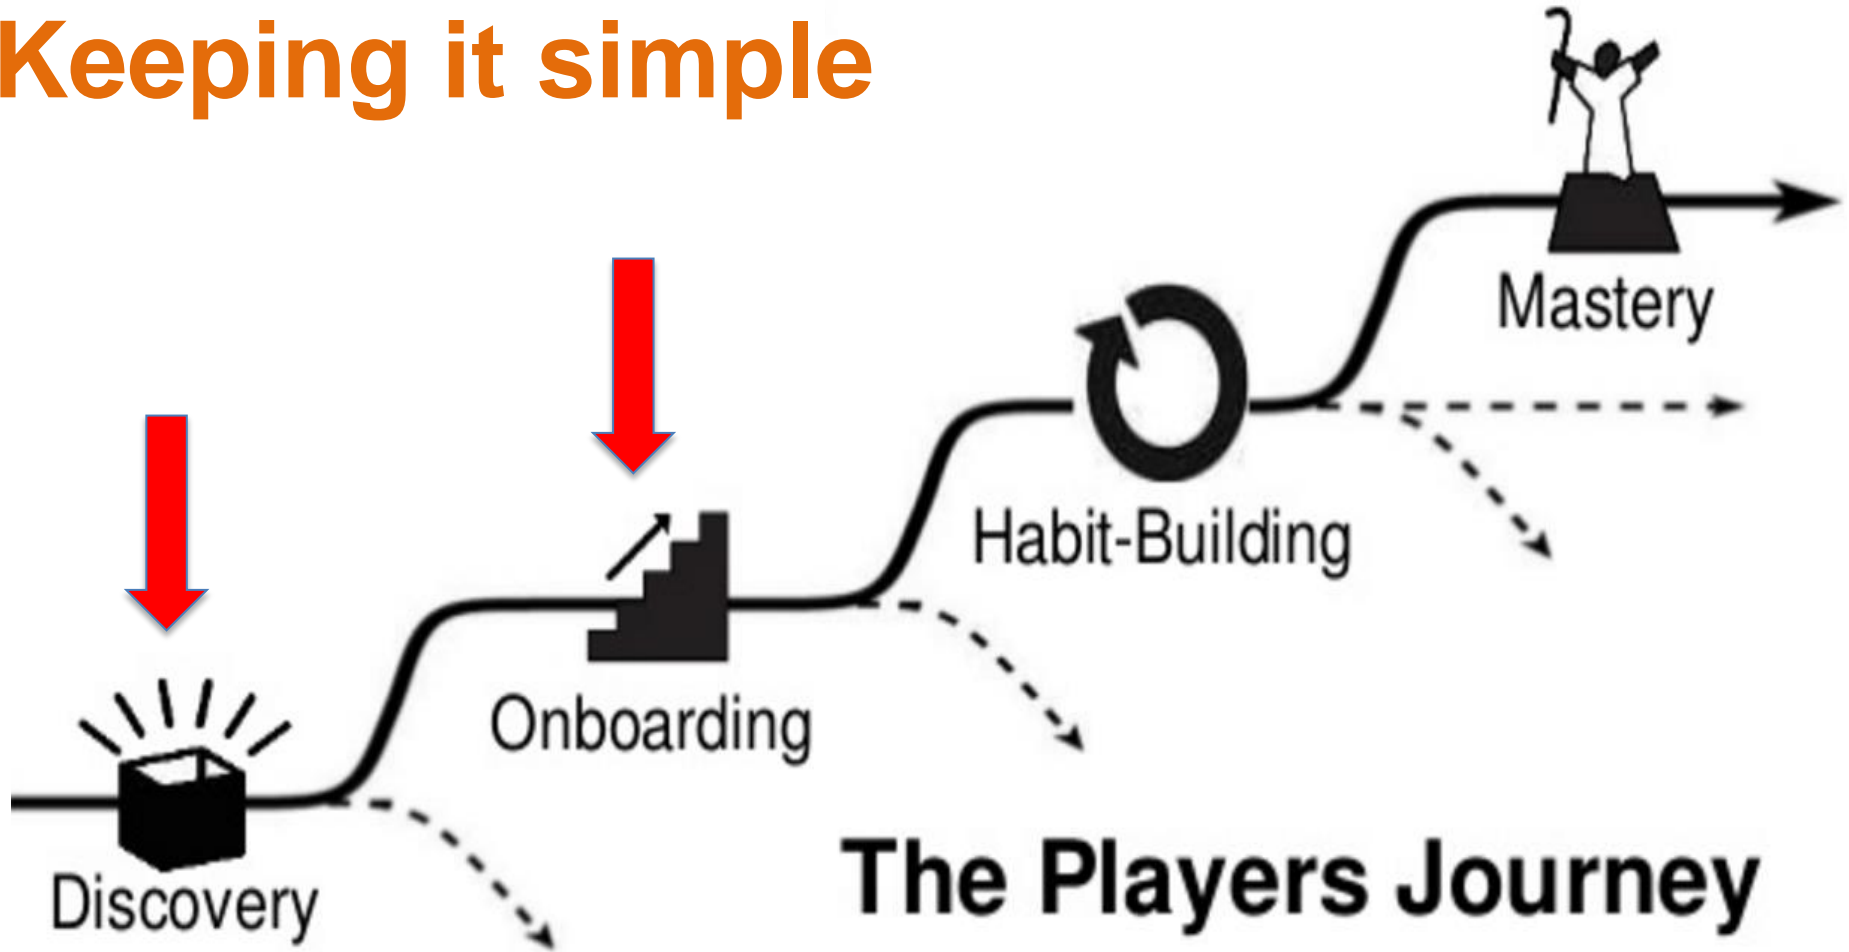 Keeping it simple
Mastery
Habit-Building
Onboarding
Discovery
The Players Journey